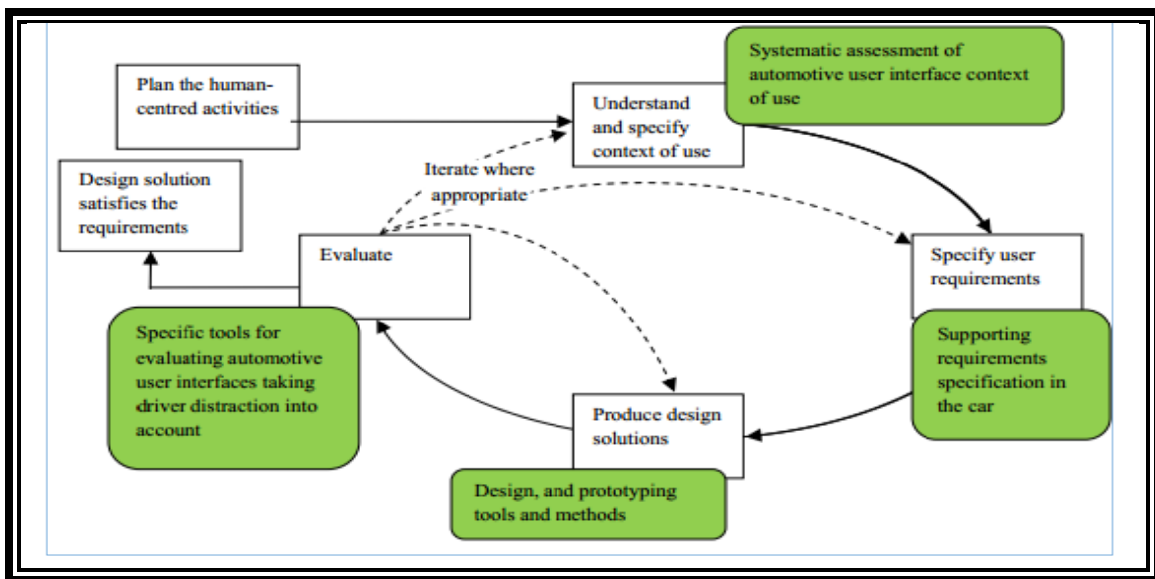 Plan the human-
centred activities
Understand
and specify
context of use
Systematic assessment of
automotive user interface context
of use
Iterate where
appropriate
Design solution
satisfies the
requirements
Evaluate
Specify user
requirements
Specific tools for
evaluating automotive
user interfaces taking
driver distraction into
account
Supporting
requirements
specification in
the car
Produce design
solutions
Design, and prototyping
tools and methods